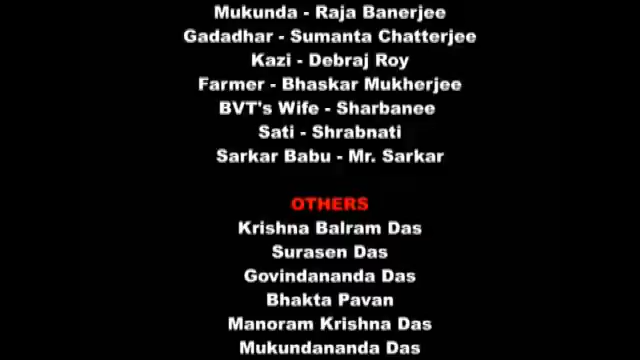 Mukunda - Raja Banerjee
Gadadhar - Sumanta Chatterjee
Kazi - Debraj Roy
Farmer - Bhaskar Mukherjee
BVT's Wife - Sharbanee
Sati - Shrabnati
Sarkar Babu - Mr. Sarkar
OTHERS
Krishna Balram Das
Surasen Das
Govindananda Das
Bhakta Pavan
Manoram Krishna Das
Mukundananda Das